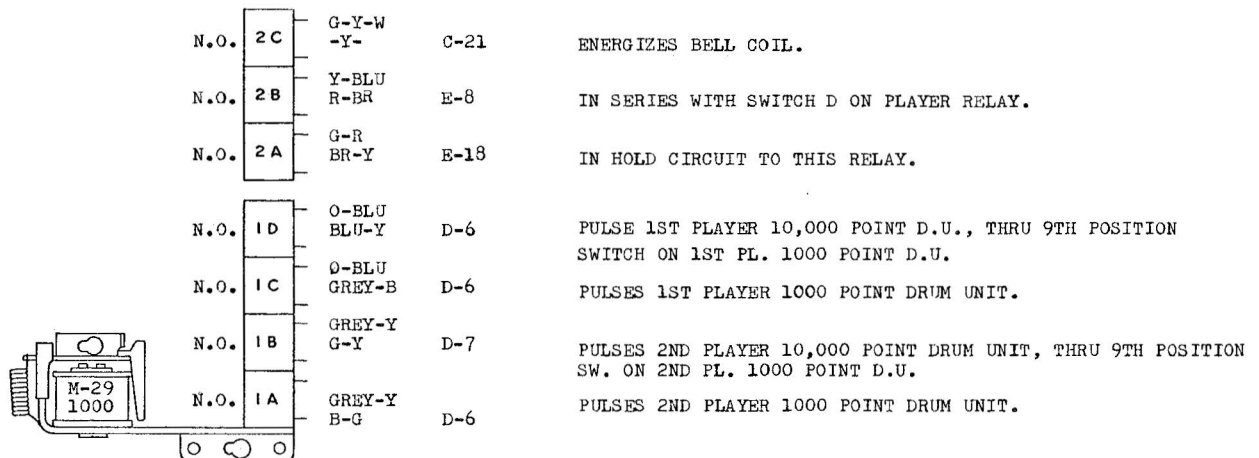 G-Y-W
N.O. 2C -Y- C-21 ENERGIZES BELL COIL.
Y-BLU
N.O. 2B R-BR E-8 IN SERIES WITH SWITCH D ON PLAYER RELAY.
G-R
N.O. 2A BR-Y E-18 IN HOLD CIRCUIT TO THIS RELAY.
O-BLU
N.O. 1D BLU-Y D-6 PULSE 1ST PLAYER 10,000 POINT D.U., THRU 9TH POSITION
SWITCH ON 1ST PL. 1000 POINT D.U.
O-BLU
N.O. 1C GREY-B D-6 PULSES 1ST PLAYER 1000 POINT DRUM UNIT.
GREY-Y
N.O. 1B G-Y D-7 PULSES 2ND PLAYER 10,000 POINT DRUM UNIT, THRU 9TH POSITION
SW. ON 2ND PL. 1000 POINT D.U.
M-29
1000
N.O. 1A GREY-Y PULSES 2ND PLAYER 1000 POINT DRUM UNIT.
B-G D-6